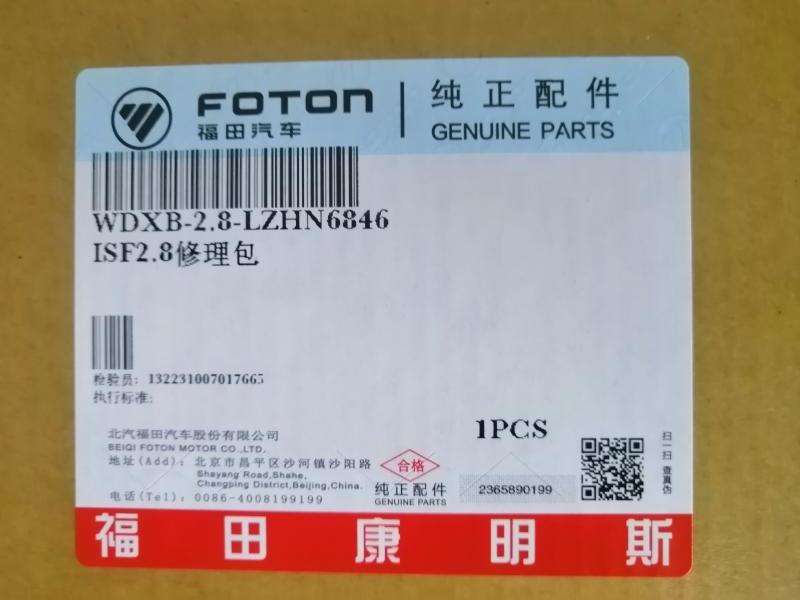 FOTON
福田汽车
纯正配件
GENUINE PARTS
WDXB-2.8-LZHN6846
ISF2.8修理包
检验员: 132231007017665
执行标准:
1PCS
北汽福田汽车股份有限公司
BEIQI FOTON MOTOR CO.,LTD.
地址(Add): 北京市昌平区沙河镇沙阳路
Shayang Road,Shahe,
Changping District,Beijing,China.
电话(Tel): 0086-4008199199
合格
纯正配件
GENUINE PARTS
2365890199
扫一扫 查真伪
福田康明斯